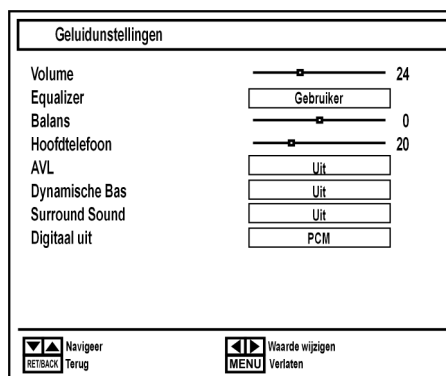 Geluidunstellingen
Volume 24
Equalizer Gebruiker
Balans 0
Hoofdtelefoon 20
AVL Uit
Dynamische Bas Uit
Surround Sound Uit
Digitaal uit PCM
Navigeer Waarde wijzigen
RET/BACK Terug MENU Verlaten